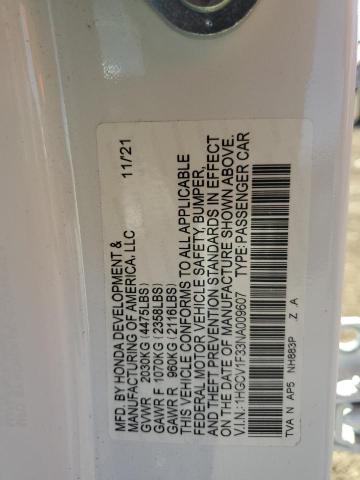 MFD. BY HONDA DEVELOPMENT & 11/21
MANUFACTURING OF AMERICA, LLC
GVWR 2030KG (4475LBS)
GAWR F 1070KG (2358LBS)
GAWR R 960KG (2116LBS)
THIS VEHICLE CONFORMS TO ALL APPLICABLE
FEDERAL MOTOR VEHICLE SAFETY, BUMPER,
AND THEFT PREVENTION STANDARDS IN EFFECT
ON THE DATE OF MANUFACTURE SHOWN ABOVE.
V.I.N.: 1HGCV1F33NA009607 TYPE: PASSENGER CAR
TVA N AP5 NH883P Z ,A